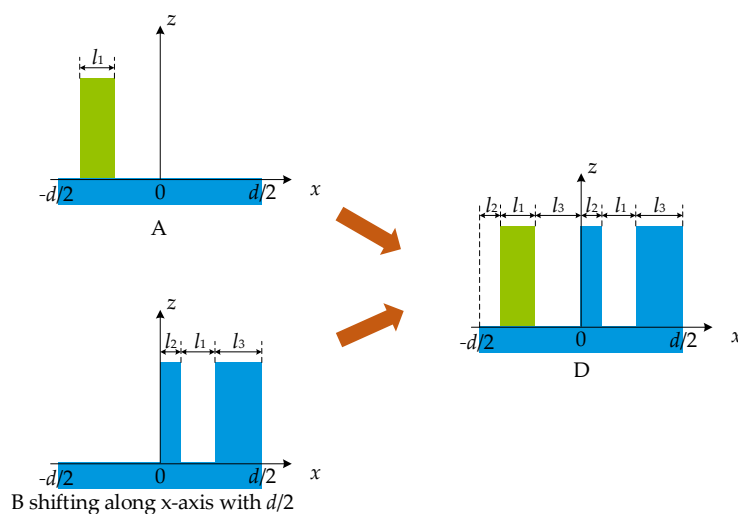 z
l1
-d/2
0
d/2
x
A
z
l2
l1
l3
-d/2
0
d/2
x
B shifting along x-axis with d/2
z
l2
l1
l3
l2
l1
l3
-d/2
0
d/2
x
D